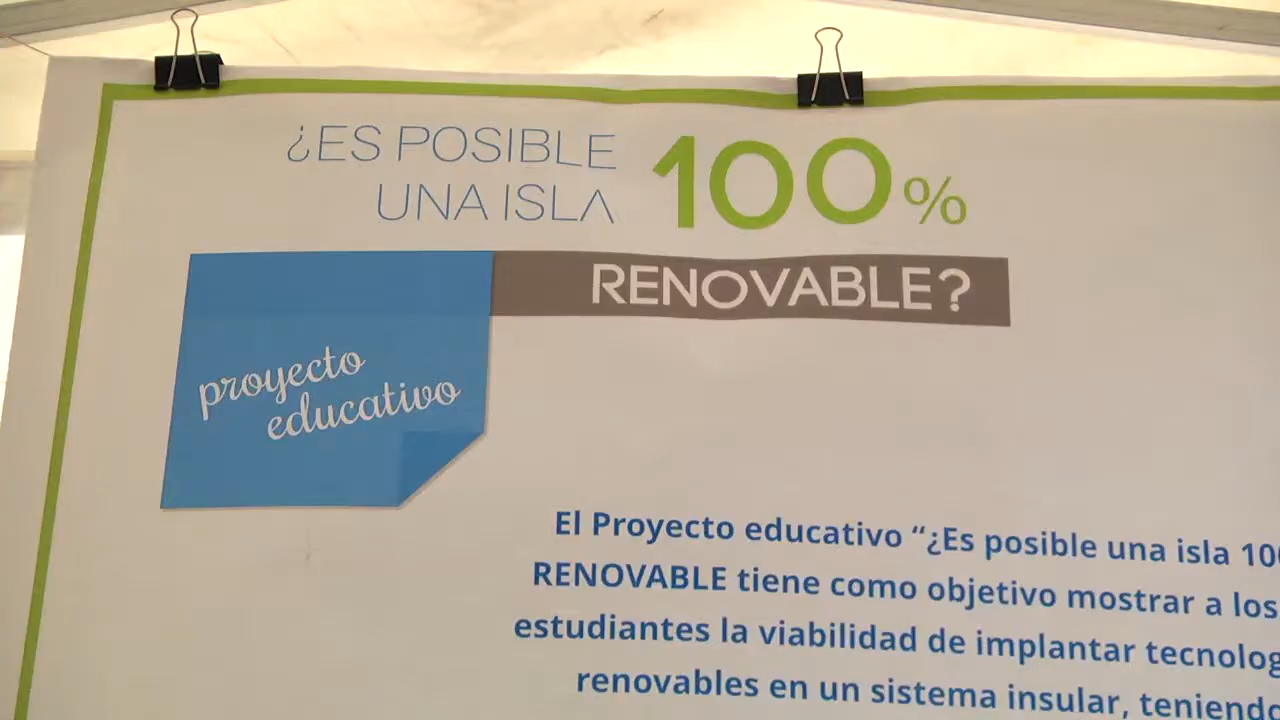 ¿ES POSIBLE
UNA ISLA
100%
RENOVABLE?
proyecto
educativo
El Proyecto educativo “¿Es posible una isla
RENOVABLE tiene como objetivo mostrar a los
estudiantes la viabilidad de implantar
renovables en un sistema insular, teniendo